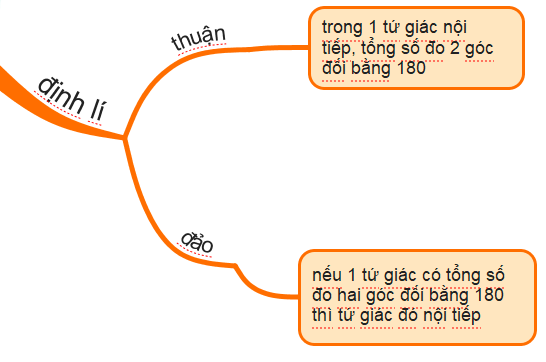 định lí
thuận
trong 1 tứ giác nội
tiếp, tổng số đo 2 góc
đối bằng 180
đảo
nếu 1 tứ giác có tổng số
đo hai góc đối bằng 180
thì tứ giác đó nội tiếp